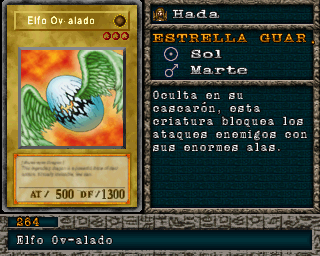 Elfo Ov-alado
AT/ 500 DF/1300
Hada
ESTRELLA GUAR.
Sol
Marte
Oculta en su
cascarón, esta
criatura bloquea los
ataques enemigos con
sus enormes alas.
264
Elfo Ov-alado